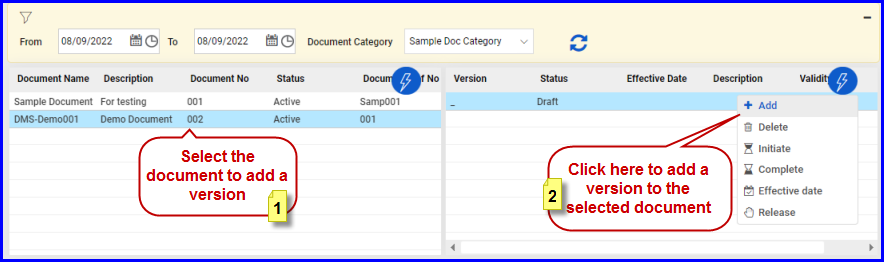 From 08/09/2022 To 08/09/2022 Document Category Sample Doc Category
Document Name Description Document No Status Docum f No
Sample Document For testing 001 Active Samp001
DMS-Demo001 Demo Document 002 Active 001
Select the
document to add a
version
1
Version Status Effective Date Description Validit
_ Draft
Add
Delete
Initiate
Complete
Effective date
Release
Click here to add a
version to the
selected document
2